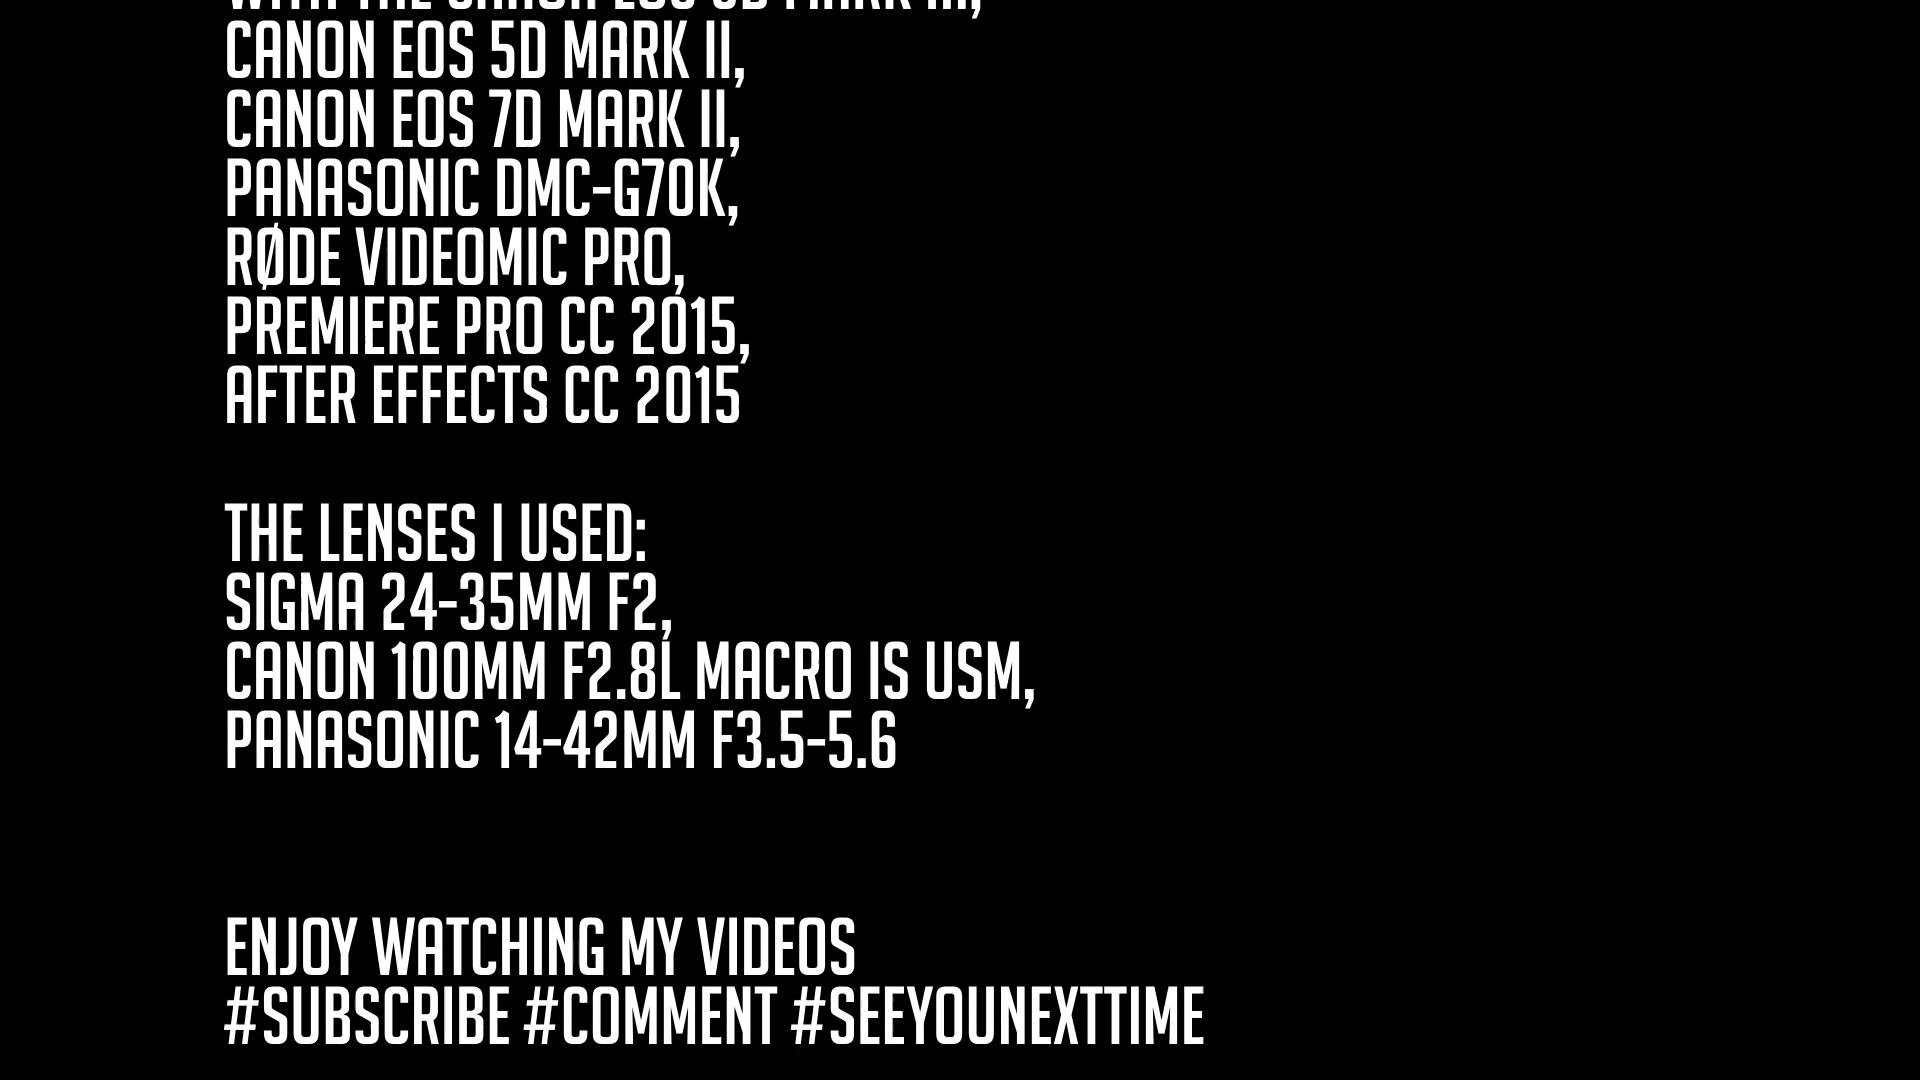 CANON EOS 5D MARK II,
CANON EOS 7D MARK II,
PANASONIC DMC-G70K,
RØDE VIDEOMIC PRO,
PREMIERE PRO CC 2015,
AFTER EFFECTS CC 2015
THE LENSES I USED:
SIGMA 24-35MM F2,
CANON 100MM F2.8L MACRO IS USM,
PANASONIC 14-42MM F3.5-5.6
ENJOY WATCHING MY VIDEOS
#SUBSCRIBE #COMMENT #SEEYOUNEXTTIME